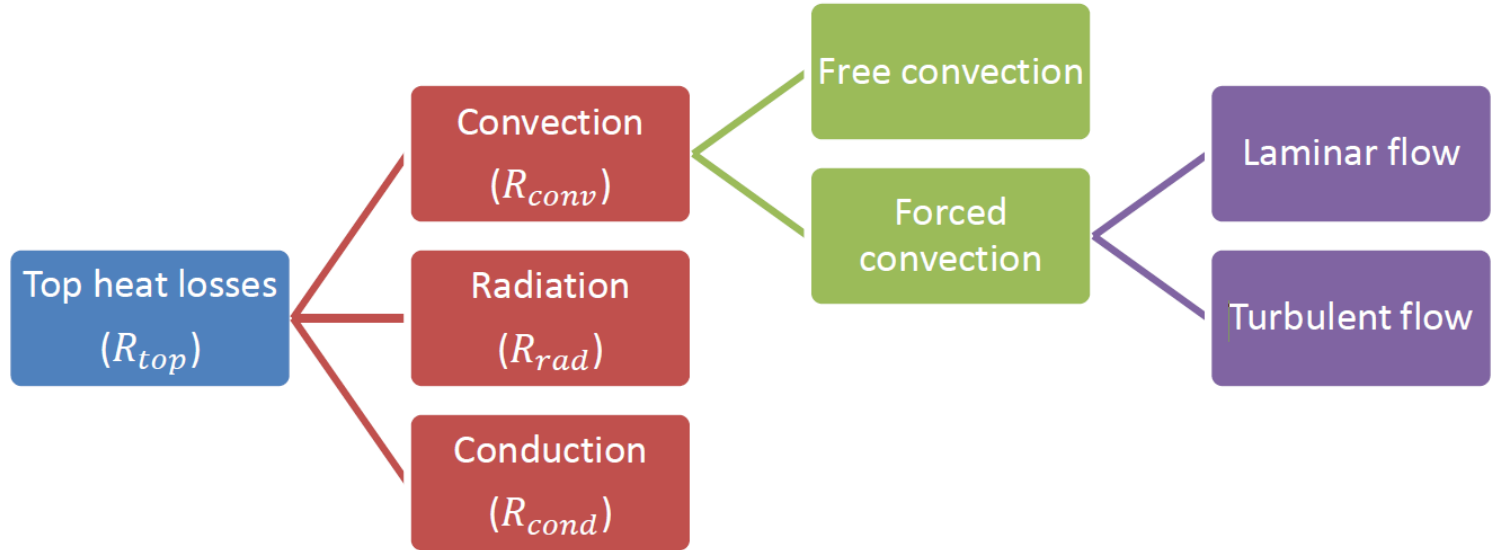 Top heat losses
(R_top)
Convection
(R_conv)
Radiation
(R_rad)
Conduction
(R_cond)
Free convection
Forced
convection
Laminar flow
Turbulent flow